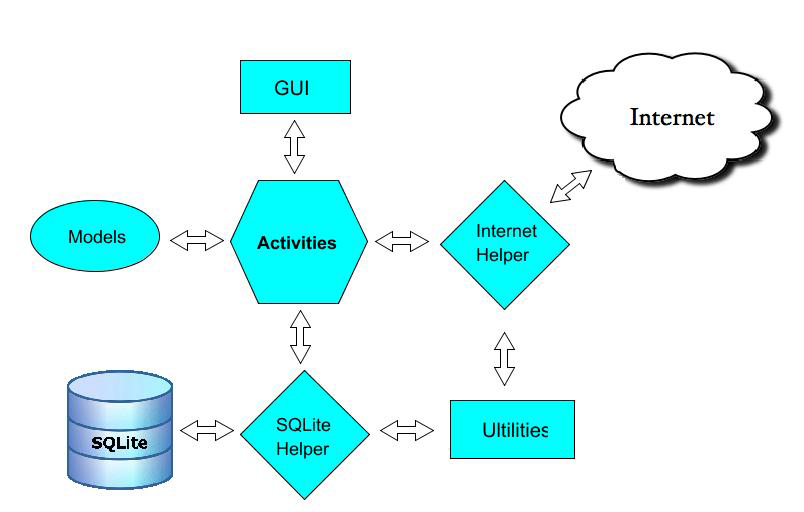 GUI
Internet
Models
Activities
Internet
Helper
SQLite
SQLite
Helper
Ultilities